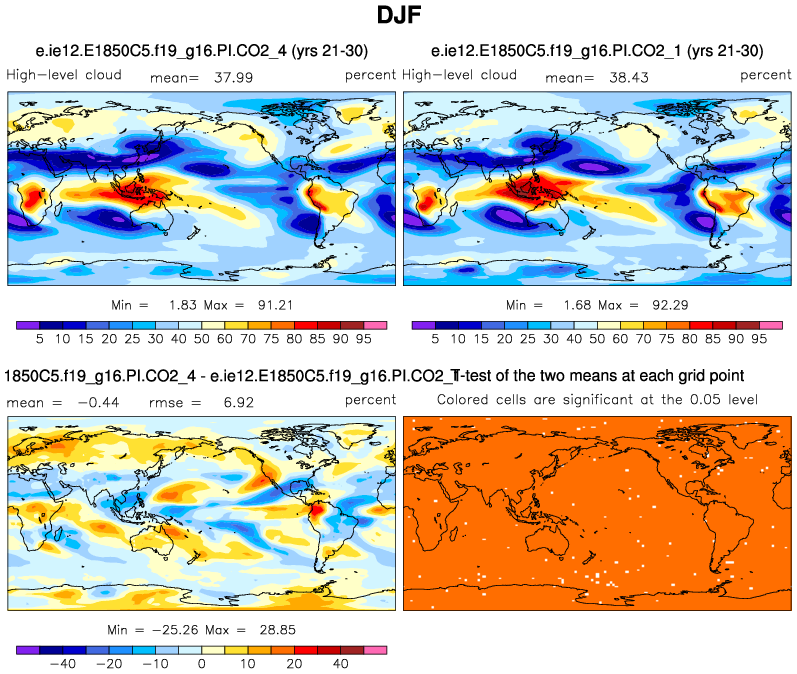 DJF
e.ie12.E1850C5.f19_g16.PI.CO2_4 (yrs 21-30)
e.ie12.E1850C5.f19_g16.PI.CO2_1 (yrs 21-30)
High-level cloud mean= 37.99 percent
High-level cloud mean= 38.43 percent
Min = 1.83 Max = 91.21
Min = 1.68 Max = 92.29
5 10 15 20 25 30 40 50 60 70 75 80 85 90 95
5 10 15 20 25 30 40 50 60 70 75 80 85 90 95
1850C5.f19_g16.PI.CO2_4 - e.ie12.E1850C5.f19_g16.PI.CO2_
T-test of the two means at each grid point
mean = -0.44 rmse = 6.92 percent
Colored cells are significant at the 0.05 level
Min = -25.26 Max = 28.85
-40 -20 -10 0 10 20 40